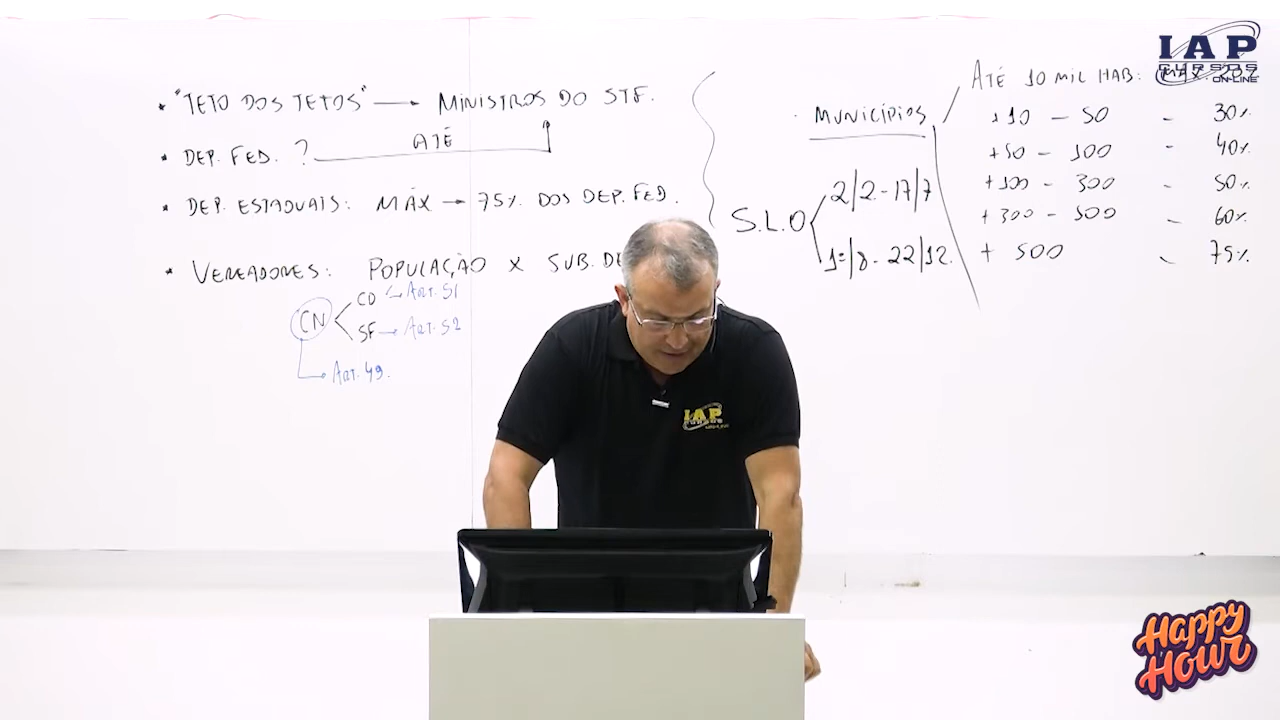 • "TETO DOS TETOS" → MINISTROS DO STF.
• DEP. FED. ? ATÉ
• DEP. ESTADUAIS: MÁX → 75% DOS DEP. FED.
• VEREADORES: POPULAÇÃO X SUB. DE
CN
CD → Art. 51
SF → Art. 52
→ Art. 49.
MUNICÍPIOS
S.L.O
2/2 - 17/7
1º/8 - 22/12.
ATÉ 10 MIL HAB: MÁX 20%
+10 - 50 - 30%
+50 - 100 - 40%
+100 - 300 - 50%
+300 - 500 - 60%
+ 500 - 75%
IAP
CURSOS
ON-LINE
IAP
CURSOS
Happy
Hour